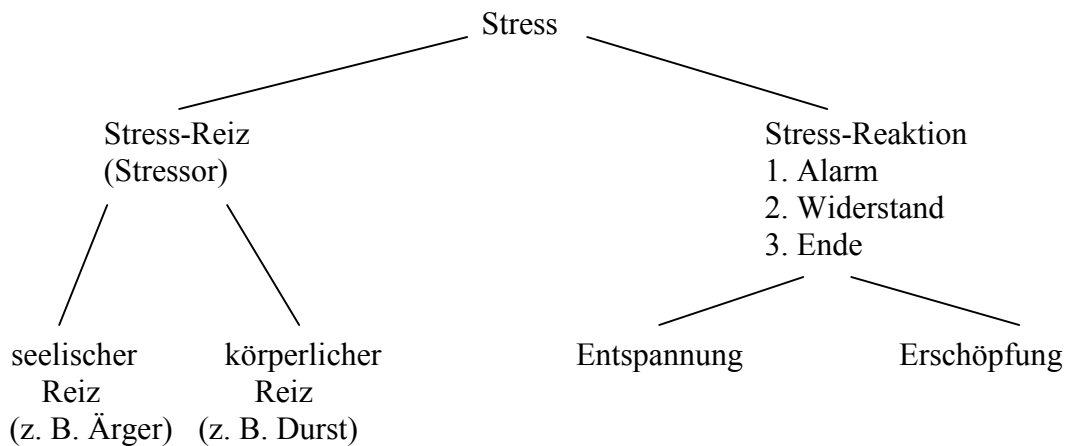 Stress
Stress-Reiz
(Stressor)
Stress-Reaktion
1. Alarm
2. Widerstand
3. Ende
seelischer
Reiz
(z. B. Ärger)
körperlicher
Reiz
(z. B. Durst)
Entspannung
Erschöpfung